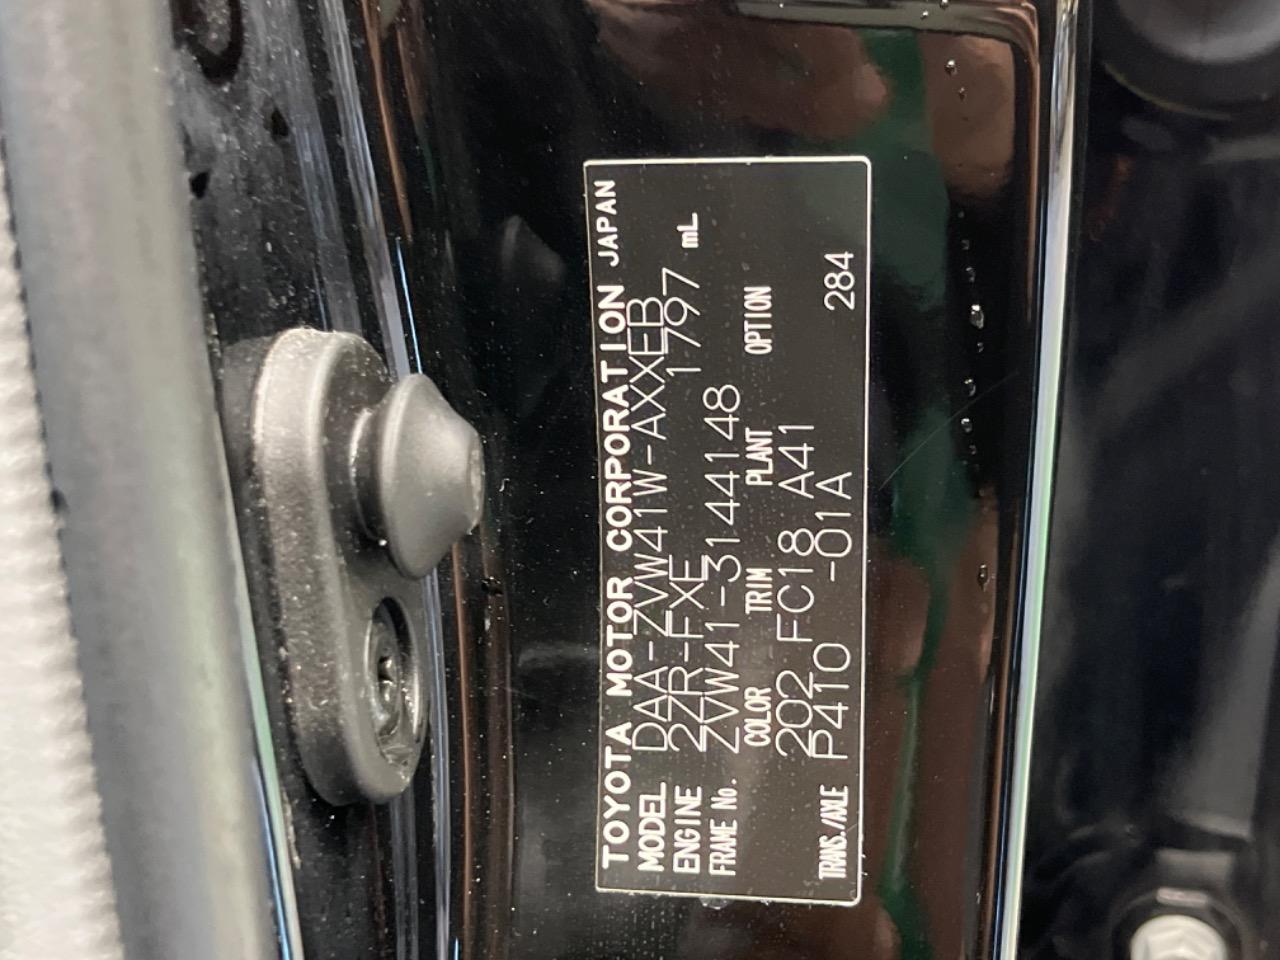 TOYOTA MOTOR CORPORATION JAPAN
MODEL DAA-ZVW41W-AXXEB
ENGINE 2ZR-FXE 1797 mL
FRAME No. ZVW41-3144148
COLOR TRIM PLANT OPTION
202 FC18 A41
TRANS./AXLE P410 -01A 284